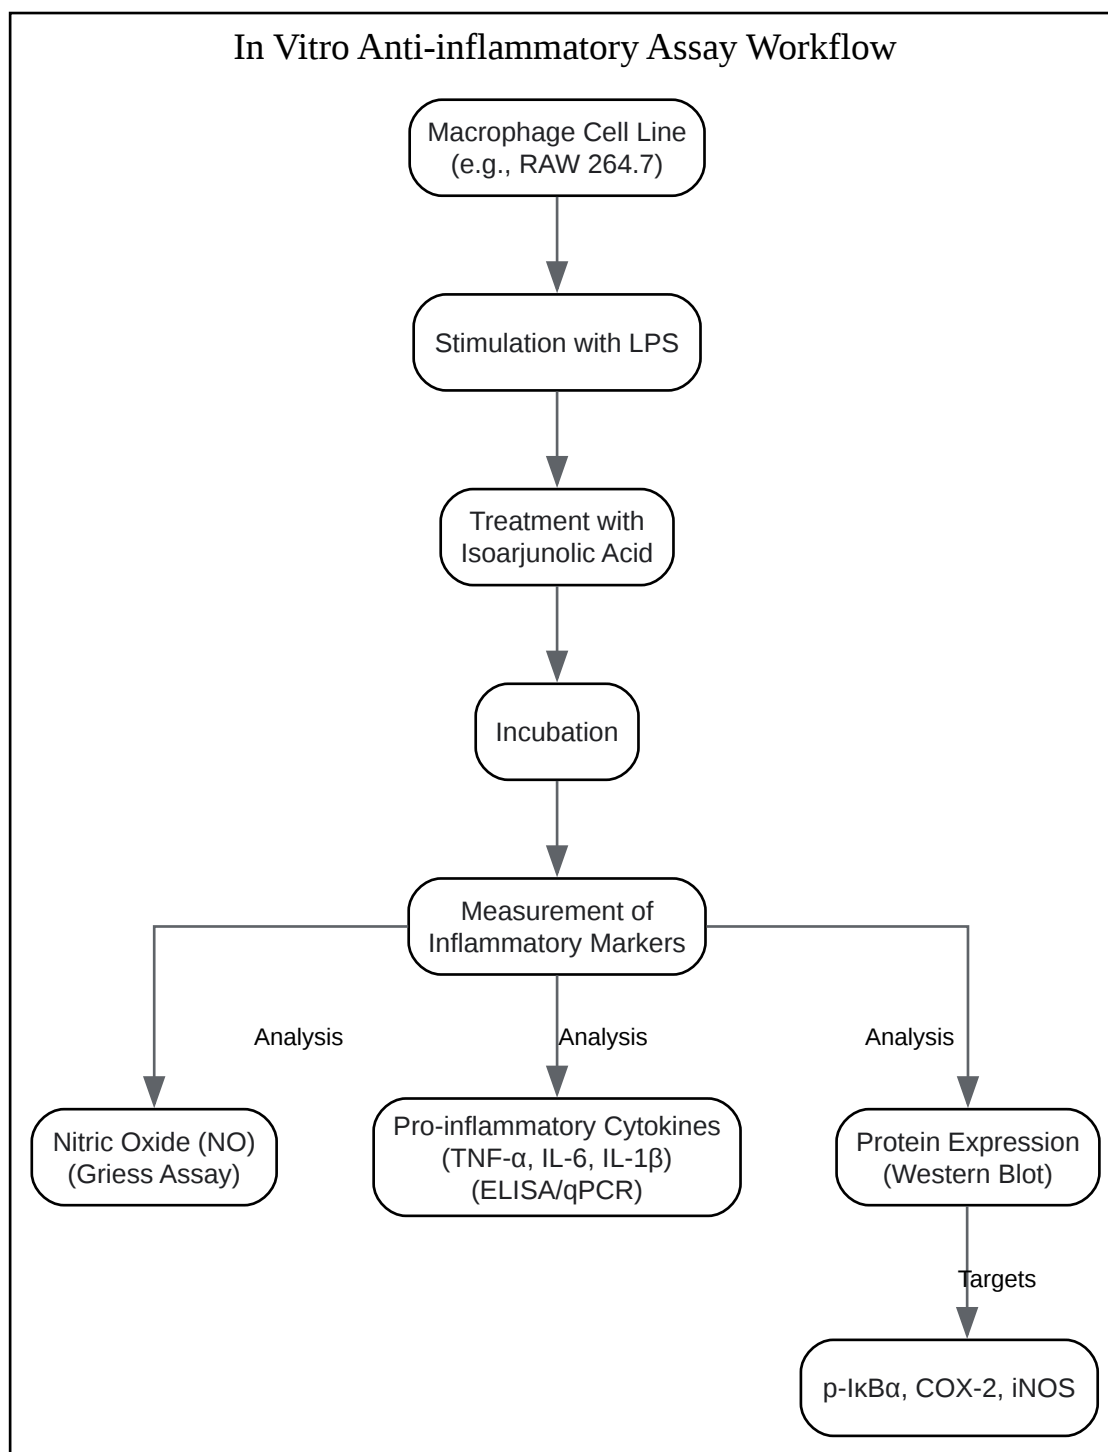 In Vitro Anti-inflammatory Assay Workflow
Macrophage Cell Line
(e.g., RAW 264.7)
Stimulation with LPS
Treatment with
Isoarjunolic Acid
Incubation
Measurement of
Inflammatory Markers
Analysis
Analysis
Analysis
Nitric Oxide (NO)
(Griess Assay)
Pro-inflammatory Cytokines
(TNF-α, IL-6, IL-1β)
(ELISA/qPCR)
Protein Expression
(Western Blot)
Targets
p-IκBα, COX-2, iNOS